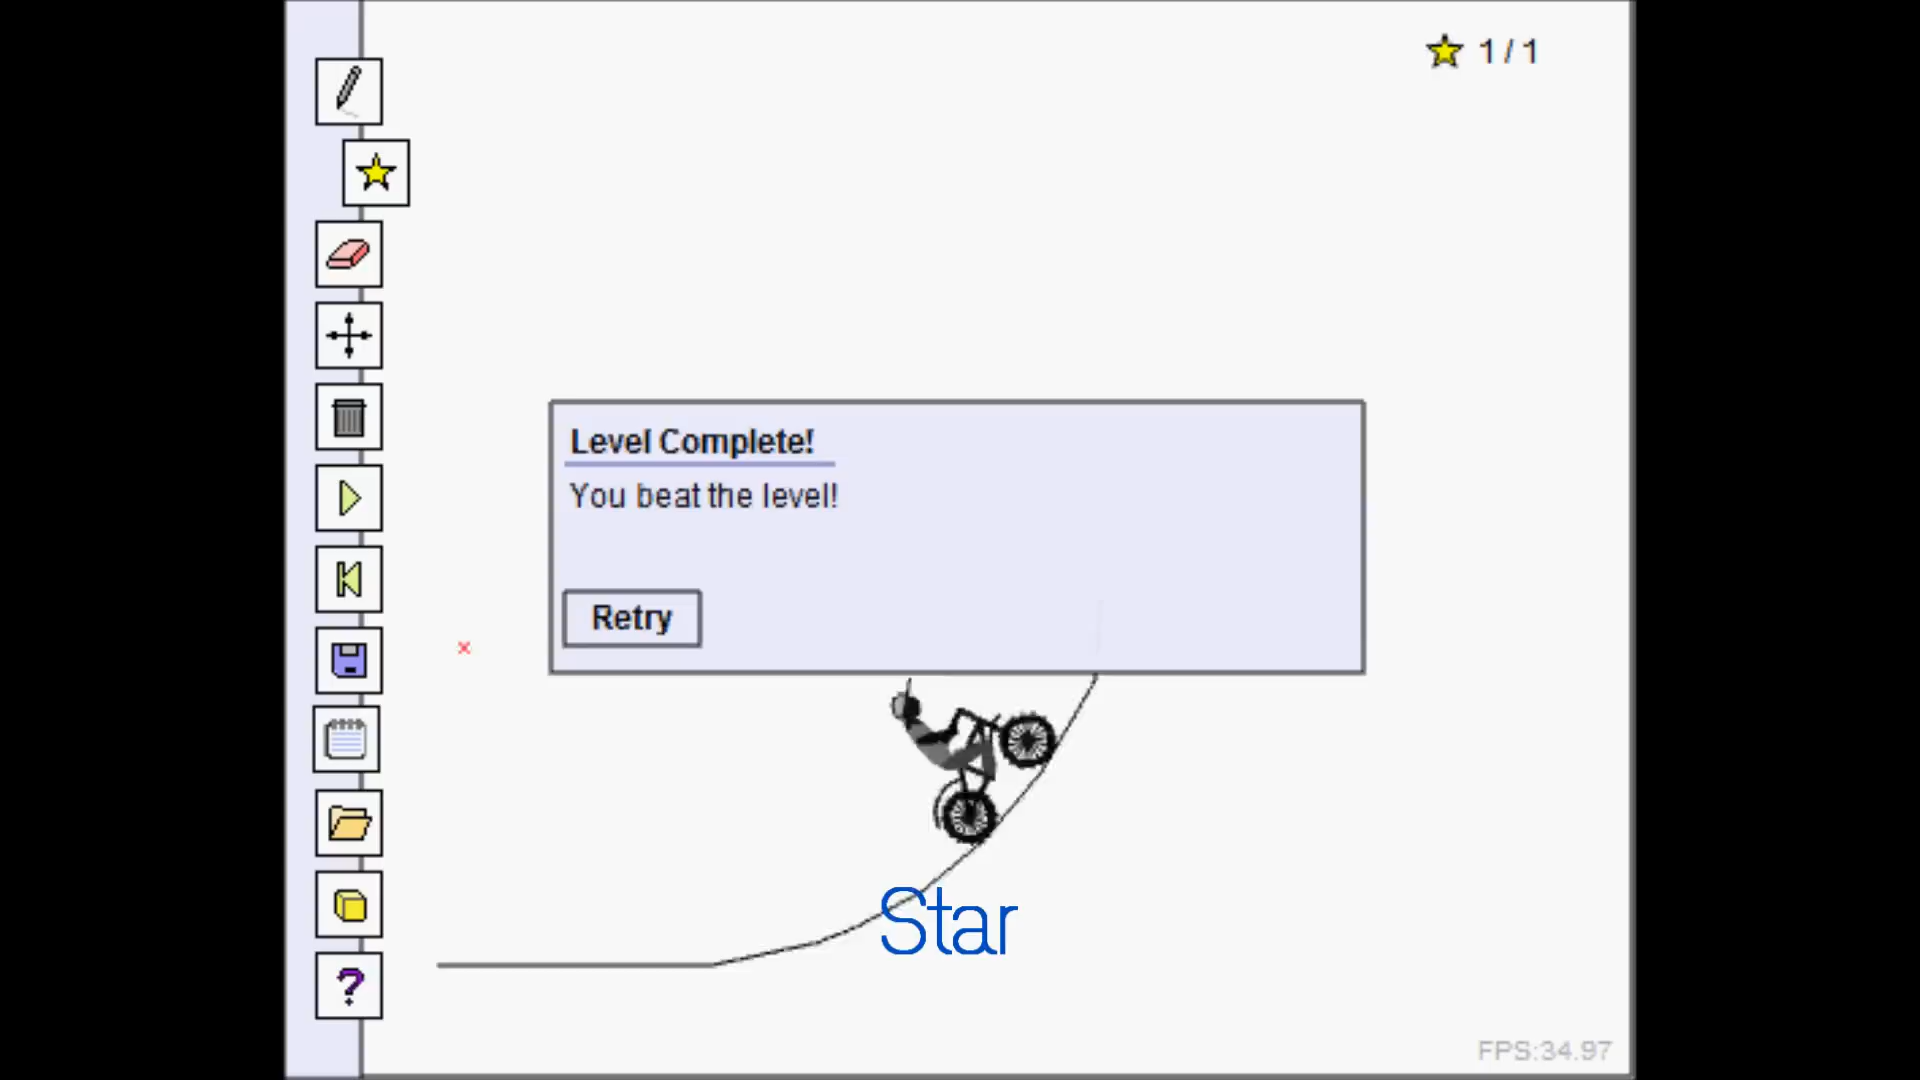 1 / 1
Level Complete!
You beat the level!
Retry
Star
?
FPS:34.97